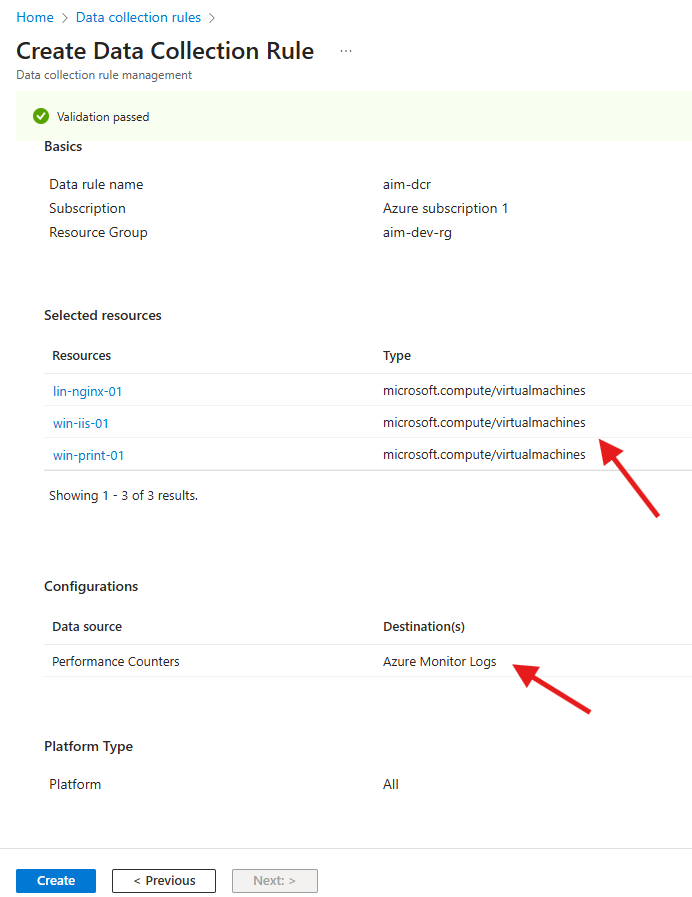 Home > Data collection rules >
Create Data Collection Rule ...
Data collection rule management
Validation passed
Basics
Data rule name aim-dcr
Subscription Azure subscription 1
Resource Group aim-dev-rg
Selected resources
Resources Type
lin-nginx-01 microsoft.compute/virtualmachines
win-iis-01 microsoft.compute/virtualmachines
win-print-01 microsoft.compute/virtualmachines
Showing 1 - 3 of 3 results.
Configurations
Data source Destination(s)
Performance Counters Azure Monitor Logs
Platform Type
Platform All
Create < Previous Next: >